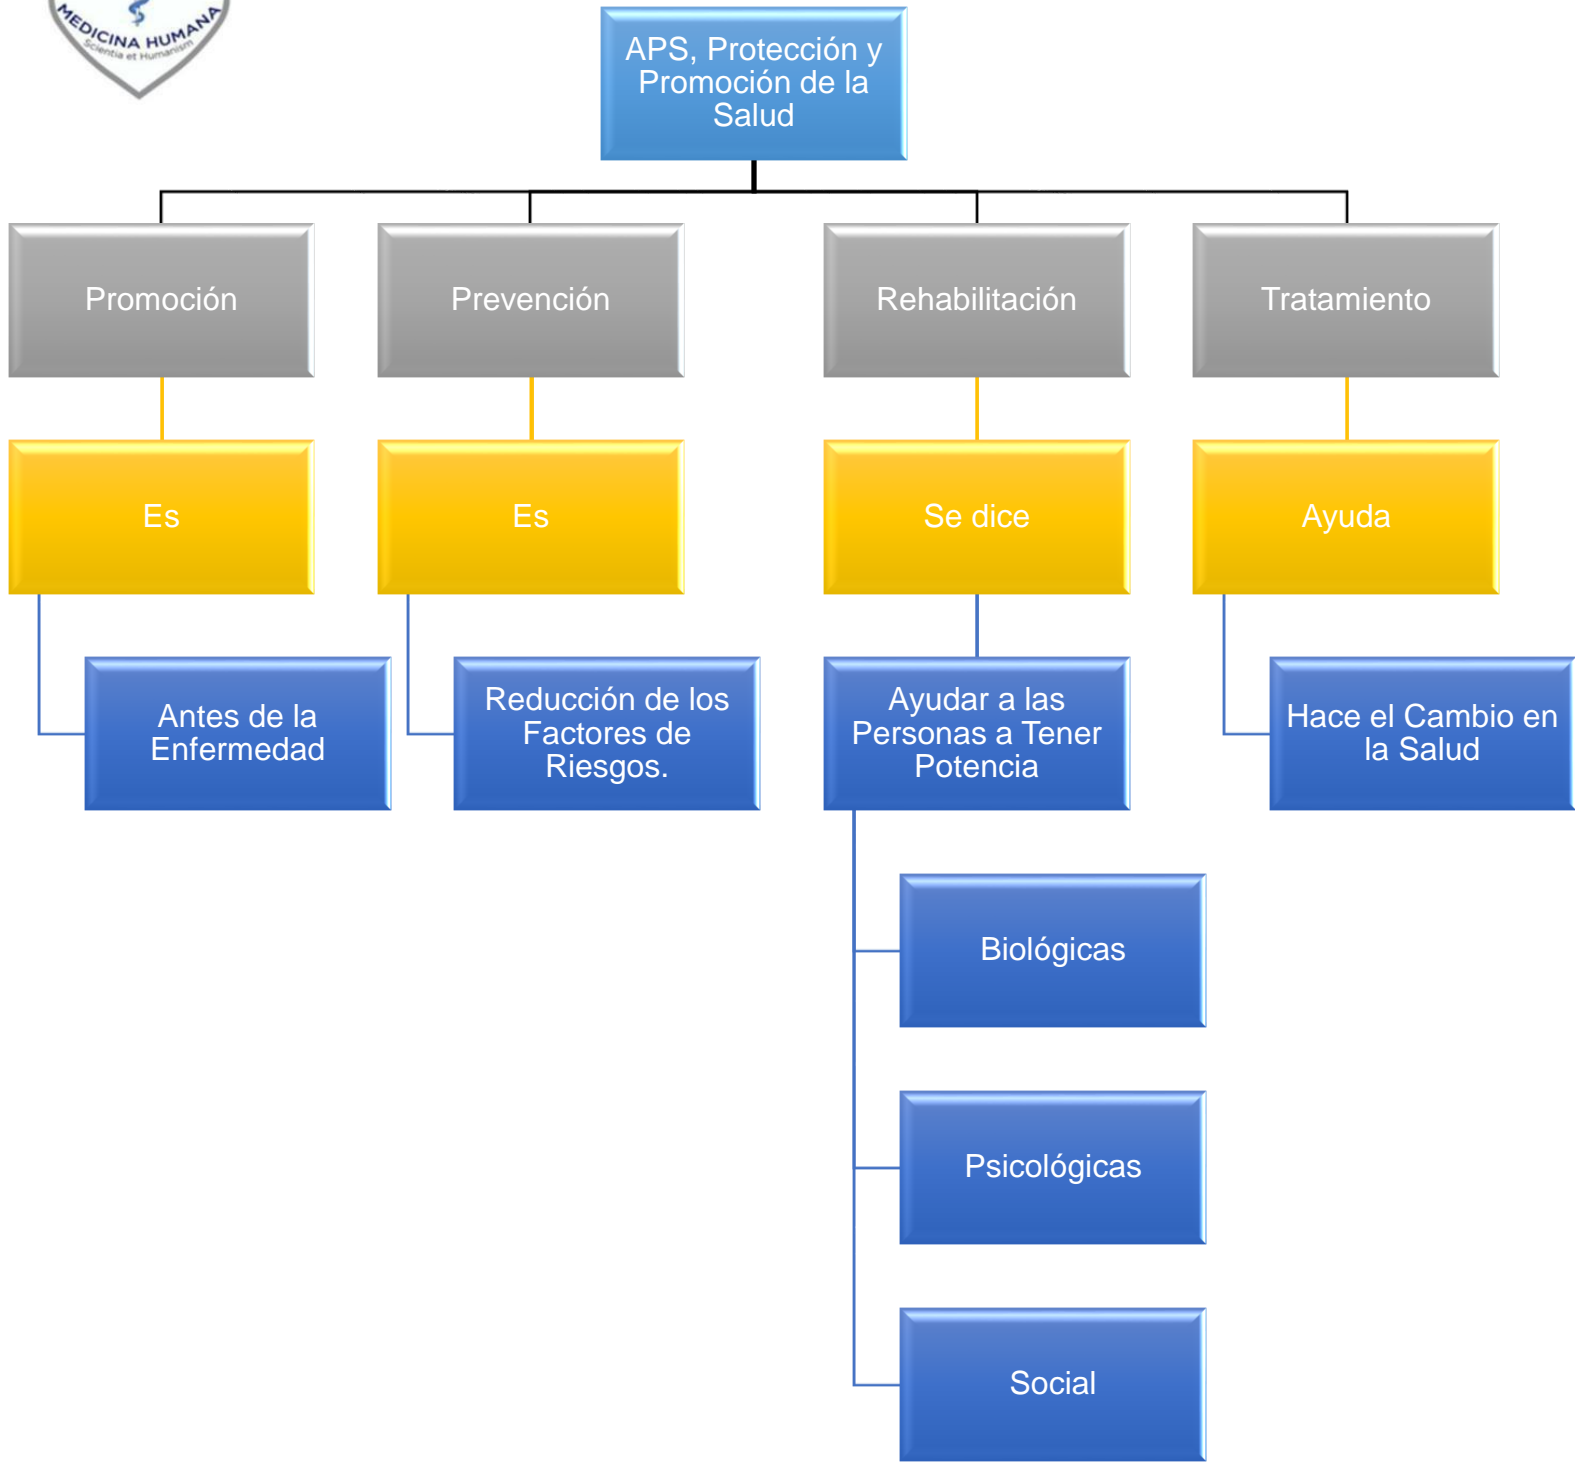 MEDICINA HUMANA
Scientia et Humanism
APS, Protección y
Promoción de la
Salud
Promoción
Prevención
Rehabilitación
Tratamiento
Es
Es
Se dice
Ayuda
Antes de la
Enfermedad
Reducción de los
Factores de
Riesgos.
Ayudar a las
Personas a Tener
Potencia
Hace el Cambio en
la Salud
Biológicas
Psicológicas
Social